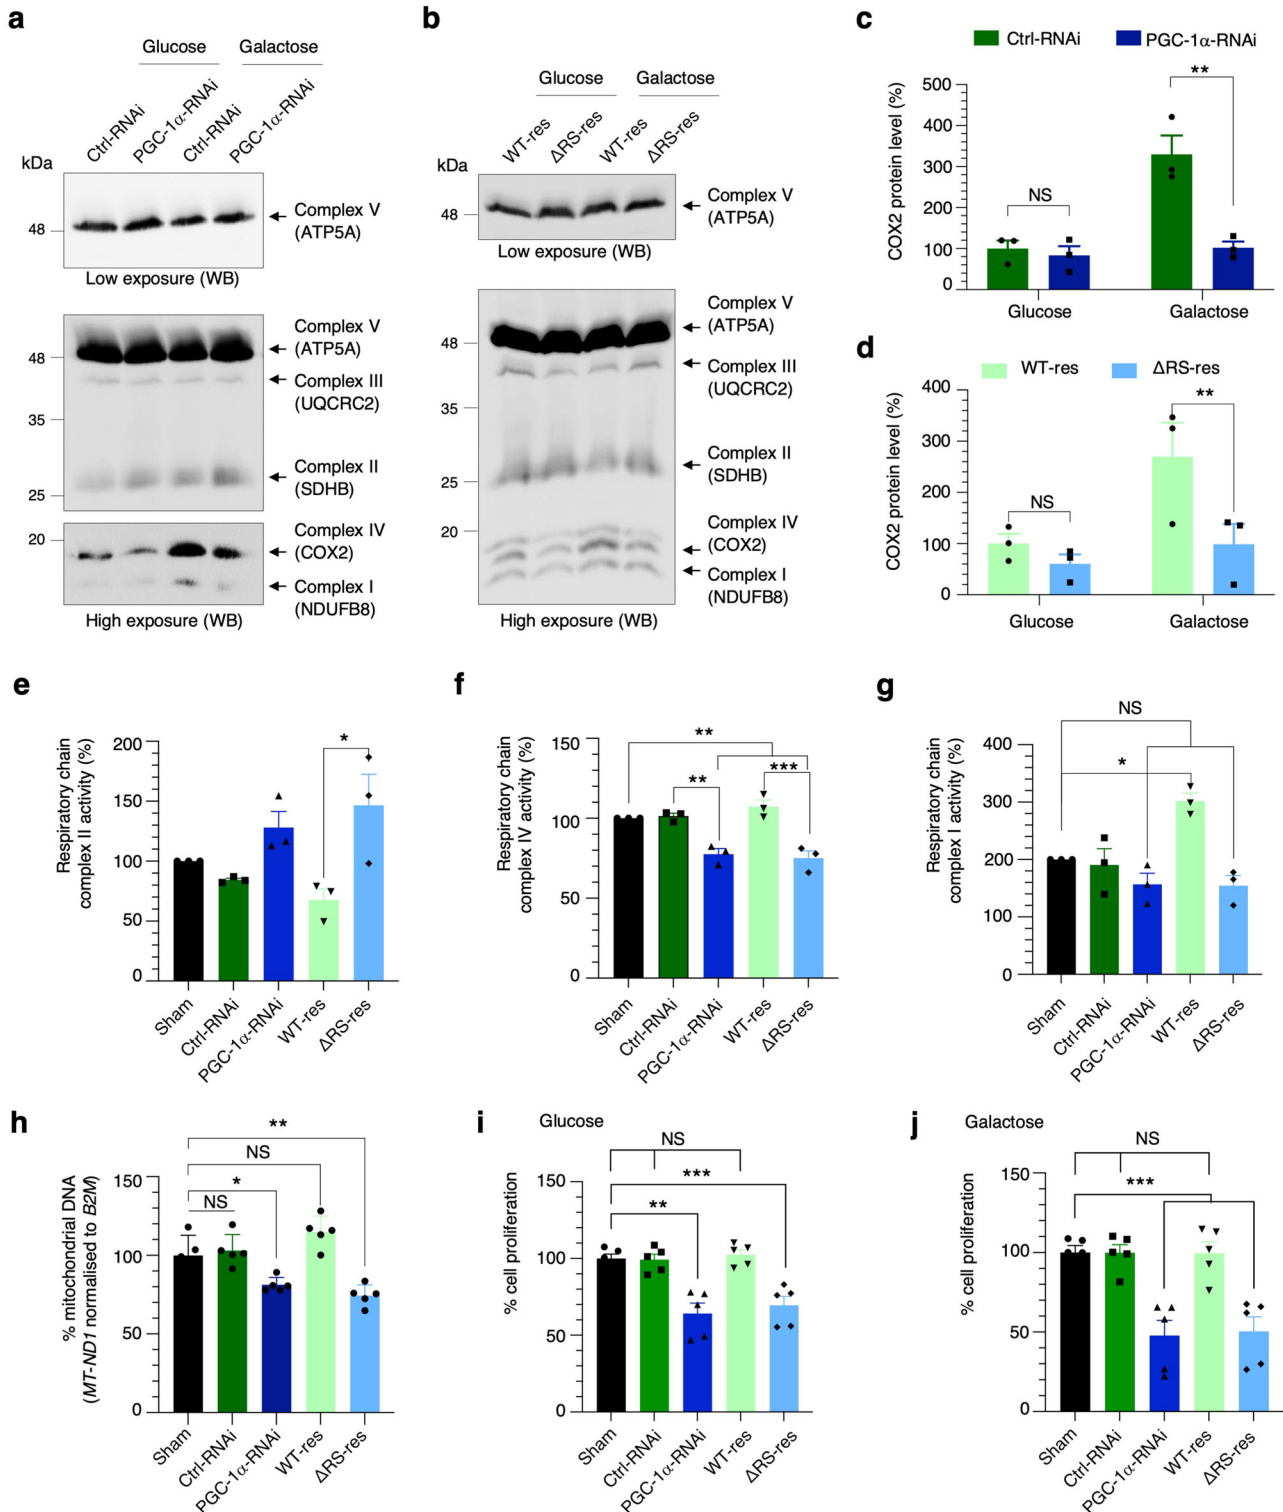 a
Glucose
Galactose
Ctrl-RNAi
PGC-1α-RNAi
Ctrl-RNAi
PGC-1α-RNAi
kDa
48
Complex V
(ATP5A)
Low exposure (WB)
48
35
25
20
Complex V
(ATP5A)
Complex III
(UQCRC2)
Complex II
(SDHB)
Complex IV
(COX2)
Complex I
(NDUFB8)
High exposure (WB)
b
Glucose
Galactose
WT-res
ΔRS-res
WT-res
ΔRS-res
kDa
48
Complex V
(ATP5A)
Low exposure (WB)
48
35
25
20
Complex V
(ATP5A)
Complex III
(UQCRC2)
Complex II
(SDHB)
Complex IV
(COX2)
Complex I
(NDUFB8)
High exposure (WB)
c
Ctrl-RNAi
PGC-1α-RNAi
COX2 protein level (%)
500
400
300
200
100
0
NS
**
Glucose
Galactose
d
WT-res
ΔRS-res
COX2 protein level (%)
400
300
200
100
0
NS
**
Glucose
Galactose
e
Respiratory chain
complex II activity (%)
200
150
100
50
0
*
Sham
Ctrl-RNAi
PGC-1α-RNAi
WT-res
ΔRS-res
f
Respiratory chain
complex IV activity (%)
150
100
50
0
**
**
***
Sham
Ctrl-RNAi
PGC-1α-RNAi
WT-res
ΔRS-res
g
Respiratory chain
complex I activity (%)
400
300
200
100
0
NS
*
Sham
Ctrl-RNAi
PGC-1α-RNAi
WT-res
ΔRS-res
h
% mitochondrial DNA
(MT-ND1 normalised to B2M)
150
100
50
0
**
NS
*
NS
Sham
Ctrl-RNAi
PGC-1α-RNAi
WT-res
ΔRS-res
i
Glucose
% cell proliferation
150
100
50
0
NS
***
**
Sham
Ctrl-RNAi
PGC-1α-RNAi
WT-res
ΔRS-res
j
Galactose
% cell proliferation
150
100
50
0
NS
***
Sham
Ctrl-RNAi
PGC-1α-RNAi
WT-res
ΔRS-res